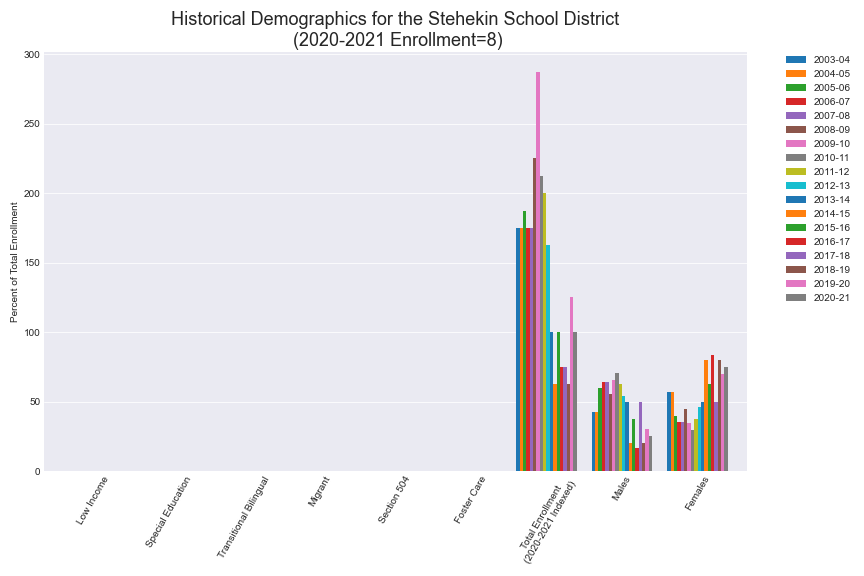 Historical Demographics for the Stehekin School District
(2020-2021 Enrollment=8)
Percent of Total Enrollment
300
250
200
150
100
50
0
Low Income
Special Education
Transitional Bilingual
Migrant
Section 504
Foster Care
Total Enrollment
(2020-2021 Indexed)
Males
Females
2003-04
2004-05
2005-06
2006-07
2007-08
2008-09
2009-10
2010-11
2011-12
2012-13
2013-14
2014-15
2015-16
2016-17
2017-18
2018-19
2019-20
2020-21